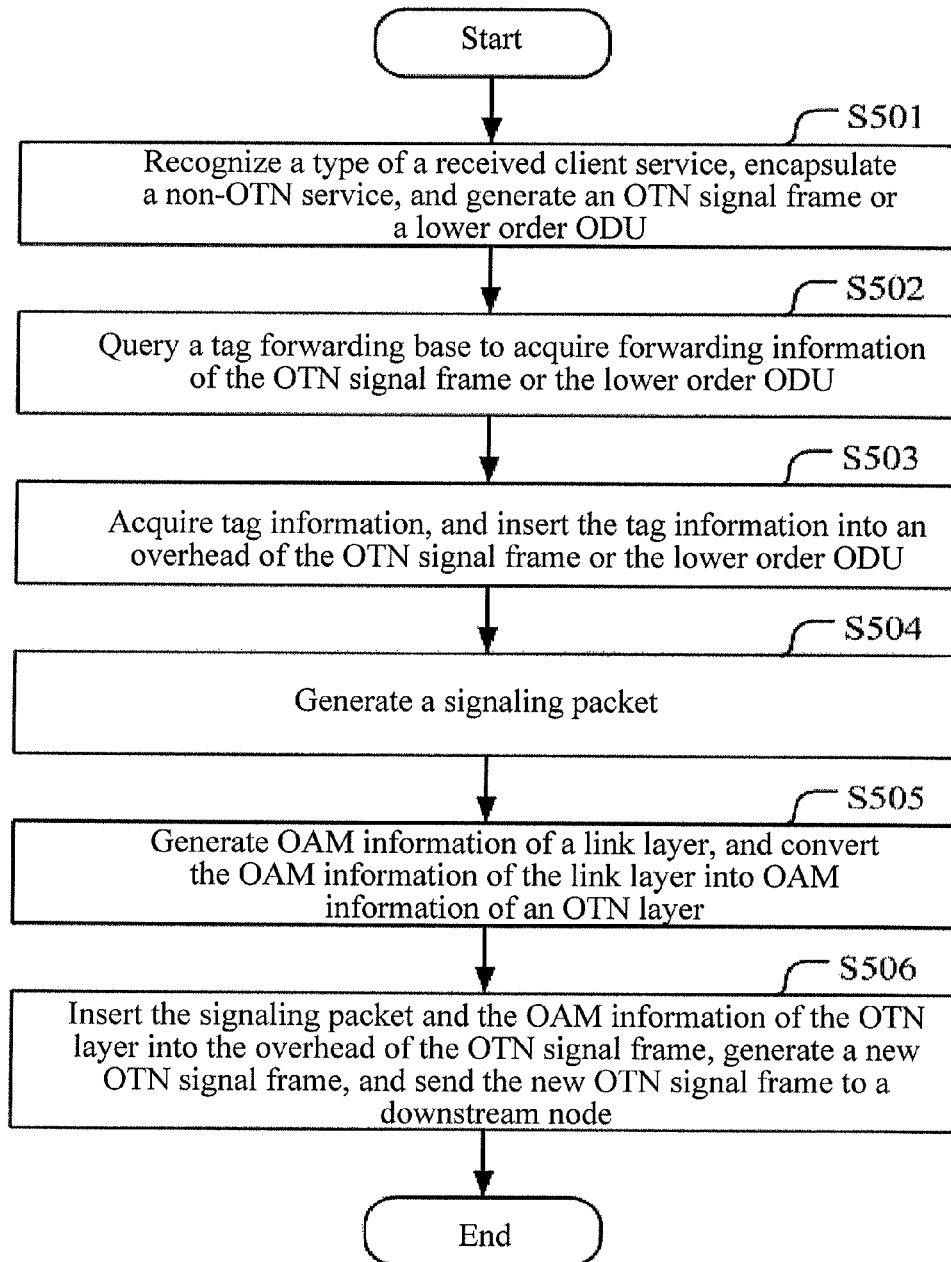 Start
S501
Recognize a type of a received client service, encapsulate
a non-OTN service, and generate an OTN signal frame or
a lower order ODU
S502
Query a tag forwarding base to acquire forwarding information
of the OTN signal frame or the lower order ODU
S503
Acquire tag information, and insert the tag information into an
overhead of the OTN signal frame or the lower order ODU
S504
Generate a signaling packet
S505
Generate OAM information of a link layer, and convert
the OAM information of the link layer into OAM
information of an OTN layer
S506
Insert the signaling packet and the OAM information of the OTN
layer into the overhead of the OTN signal frame, generate a new
OTN signal frame, and send the new OTN signal frame to a
downstream node
End